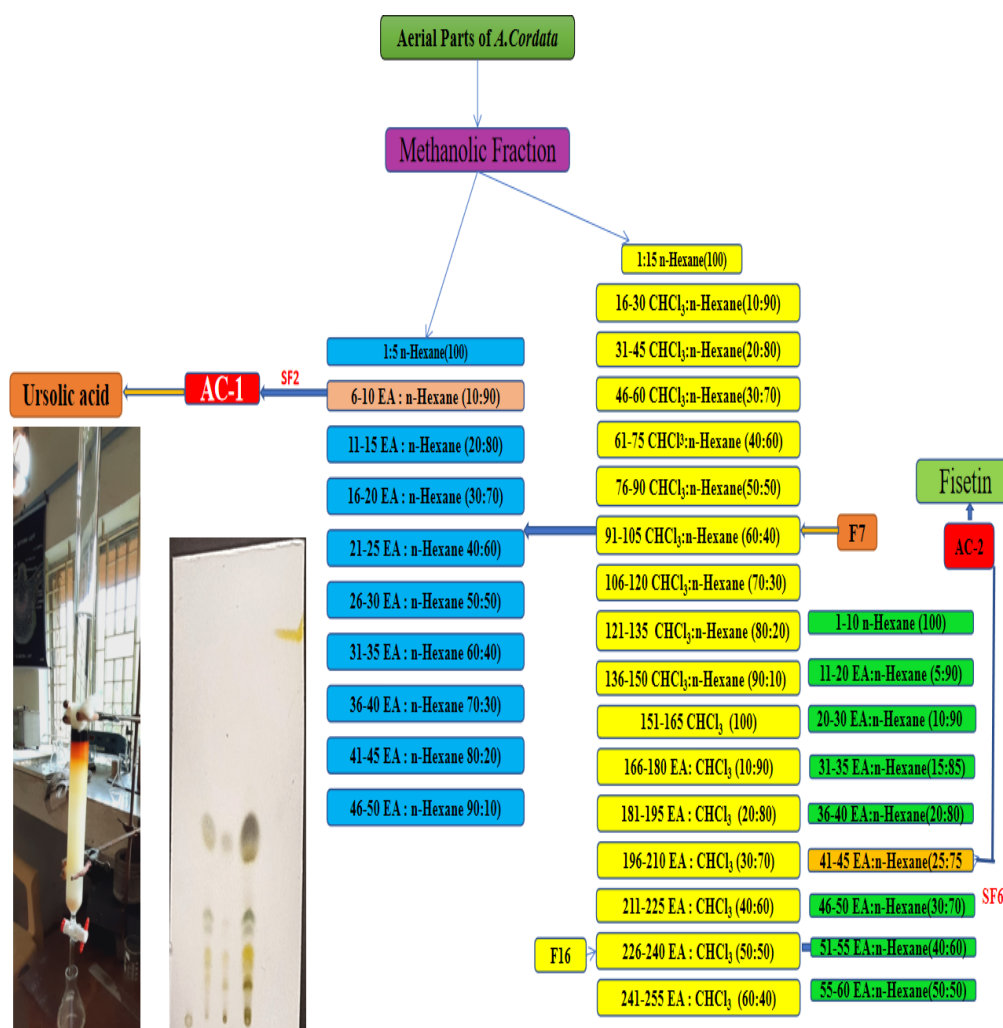 Aerial Parts of A.Cordata
Methanolic Fraction
1:5 n-Hexane(100)
6-10 EA : n-Hexane (10:90)
11-15 EA : n-Hexane (20:80)
16-20 EA : n-Hexane (30:70)
21-25 EA : n-Hexane 40:60)
26-30 EA : n-Hexane 50:50)
31-35 EA : n-Hexane 60:40)
36-40 EA : n-Hexane 70:30)
41-45 EA : n-Hexane 80:20)
46-50 EA : n-Hexane 90:10)
SF2
AC-1
Ursolic acid
1:15 n-Hexane(100)
16-30 CHCl₃:n-Hexane(10:90)
31-45 CHCl₃:n-Hexane(20:80)
46-60 CHCl₃:n-Hexane(30:70)
61-75 CHCl³:n-Hexane (40:60)
76-90 CHCl₃:n-Hexane(50:50)
91-105 CHCl₃:n-Hexane (60:40)
106-120 CHCl₃:n-Hexane (70:30)
121-135 CHCl₃:n-Hexane (80:20)
136-150 CHCl₃:n-Hexane (90:10)
151-165 CHCl₃ (100)
166-180 EA: CHCl₃ (10:90)
181-195 EA : CHCl₃ (20:80)
196-210 EA : CHCl₃ (30:70)
211-225 EA : CHCl₃ (40:60)
226-240 EA : CHCl₃ (50:50)
241-255 EA : CHCl₃ (60:40)
F7
F16
1-10 n-Hexane (100)
11-20 EA:n-Hexane (5:90)
20-30 EA:n-Hexane (10:90
31-35 EA:n-Hexane(15:85)
36-40 EA:n-Hexane(20:80)
41-45 EA:n-Hexane(25:75
46-50 EA:n-Hexane(30:70)
51-55 EA:n-Hexane(40:60)
55-60 EA:n-Hexane(50:50)
SF6
AC-2
Fisetin